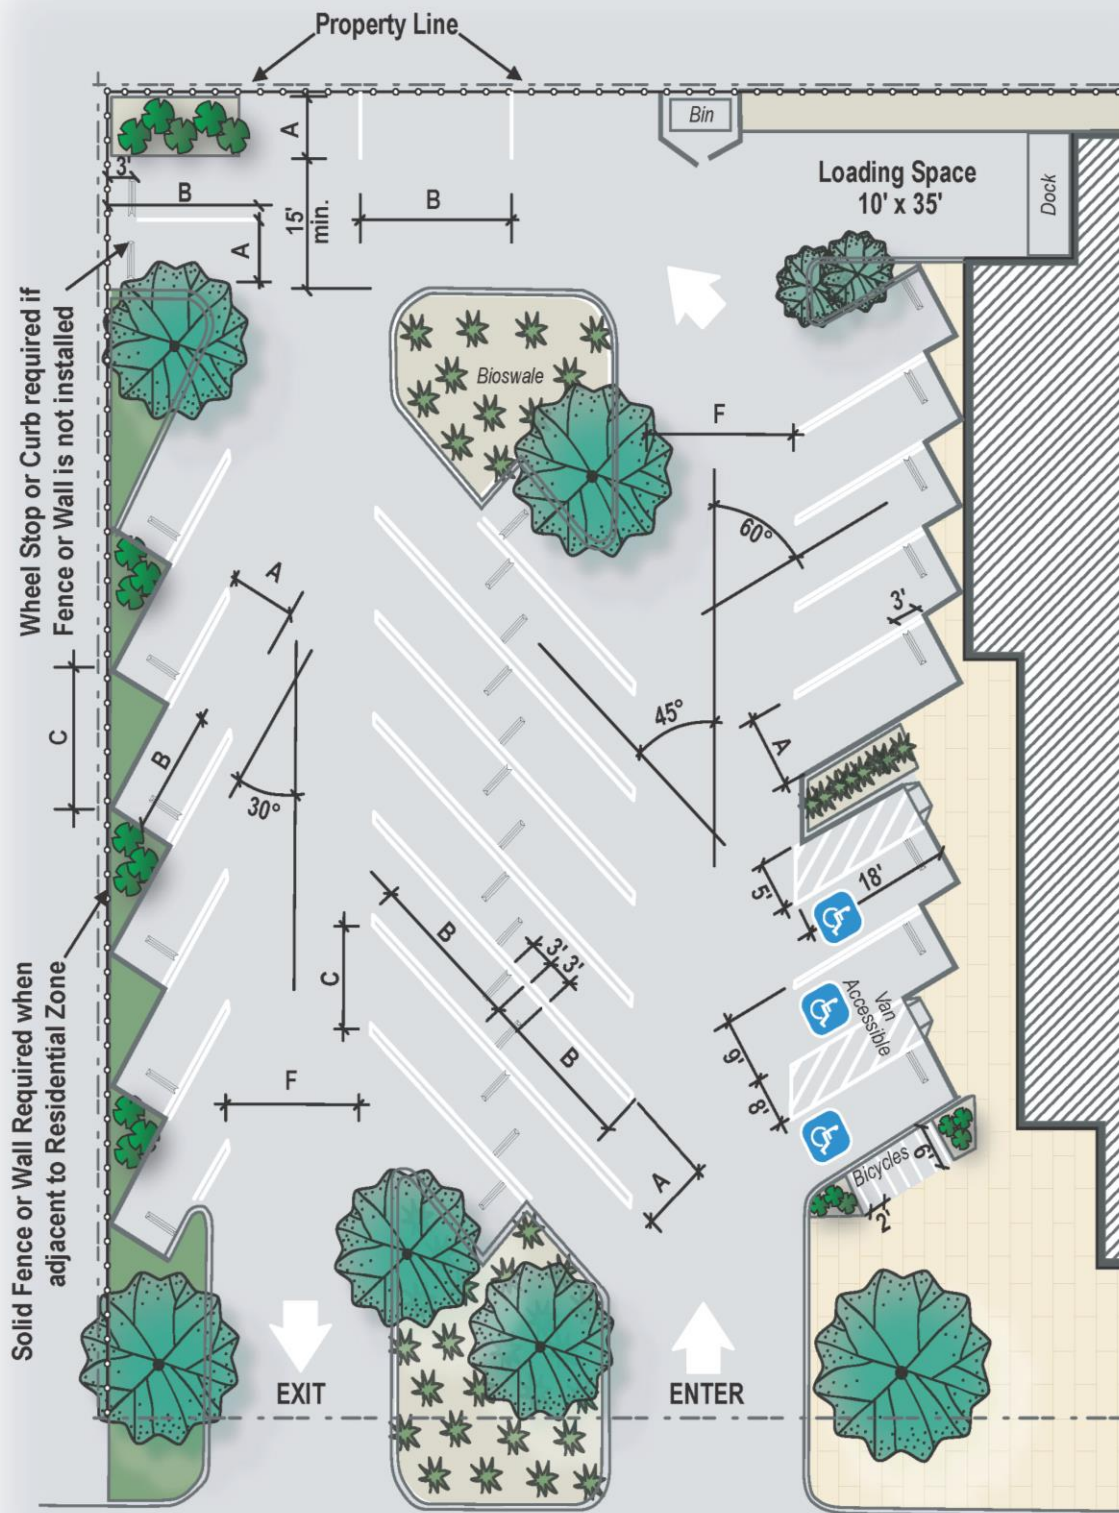 Property Line
Bin
Loading Space
10' x 35'
Dock
A
3'
B
15'
min.
B
A
Wheel Stop or Curb required if
Fence or Wall is not installed
Bioswale
F
60°
A
3'
C
45°
B
30°
A
Solid Fence or Wall Required when
adjacent to Residential Zone
5'
18'
B
3'
3'
C
Van
Accessible
9'
B
F
8'
A
Bicycles
6'
2'
EXIT
ENTER